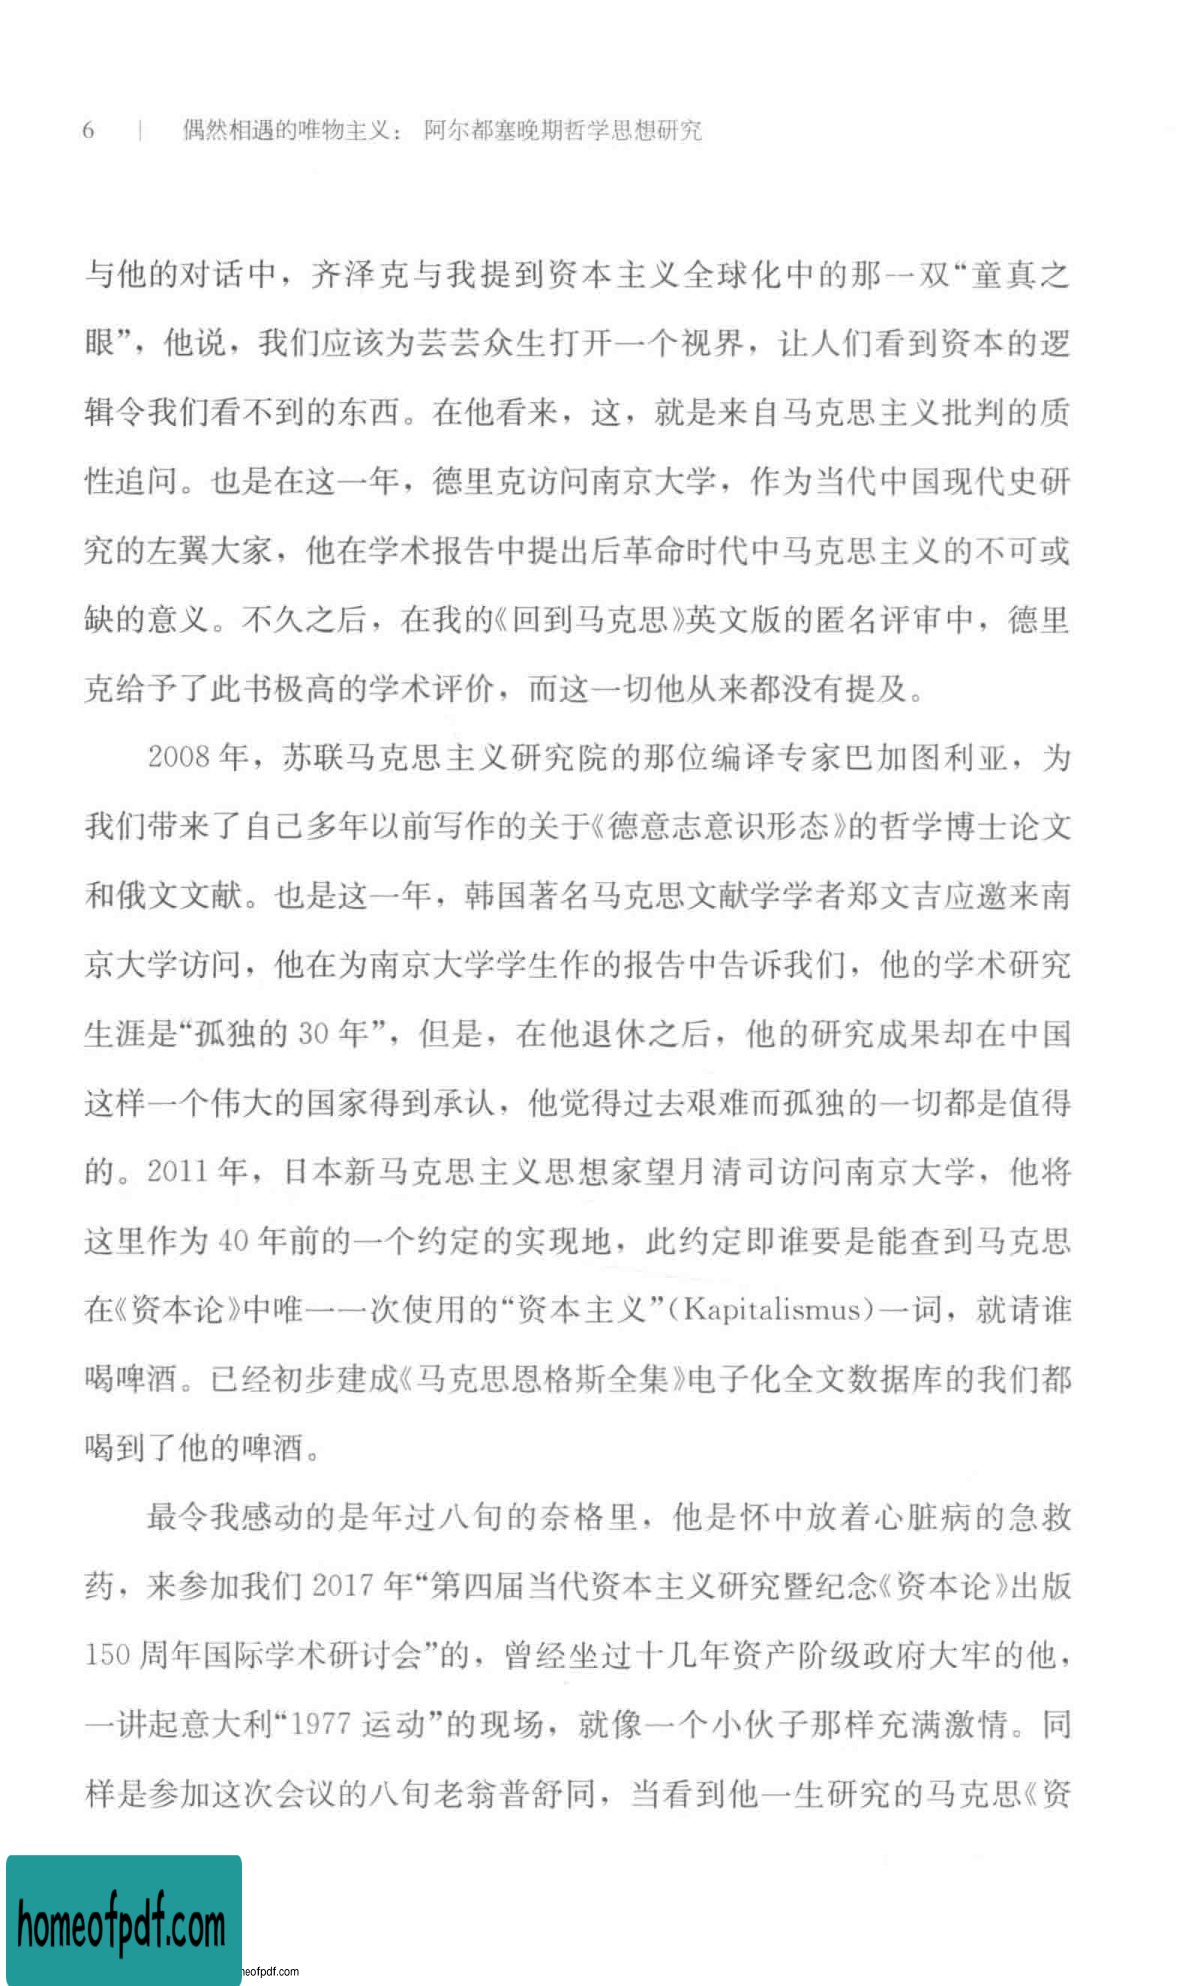 6 | 偶然相遇的唯物主义： 阿尔都塞晚期哲学思想研究
与他的对话中，齐泽克与我提到资本主义全球化中的那一双“童真之
眼”，他说，我们应该为芸芸众生打开一个视界，让人们看到资本的逻
辑令我们看不到的东西。在他看来，这，就是来自马克思主义批判的质
性追问。也是在这一年，德里克访问南京大学，作为当代中国现代史研
究的左翼大家，他在学术报告中提出后革命时代中马克思主义的不可或
缺的意义。不久之后，在我的《回到马克思》英文版的匿名评审中，德里
克给予了此书极高的学术评价，而这一切他从来都没有提及。
2008 年，苏联马克思主义研究院的那位编译专家巴加图利亚，为
我们带来了自己多年以前写作的关于《德意志意识形态》的哲学博士论文
和俄文文献。也是这一年，韩国著名马克思文献学学者郑文吉应邀来南
京大学访问，他在为南京大学学生作的报告中告诉我们，他的学术研究
生涯是“孤独的 30 年”，但是，在他退休之后，他的研究成果却在中国
这样一个伟大的国家得到承认，他觉得过去艰难而孤独的一切都是值得
的。2011 年，日本新马克思主义思想家望月清司访问南京大学，他将
这里作为 40 年前的一个约定的实现地，此约定即谁要是能查到马克思
在《资本论》中唯一一次使用的“资本主义”（Kapitalismus）一词，就请谁
喝啤酒。已经初步建成《马克思恩格斯全集》电子化全文数据库的我们都
喝到了他的啤酒。
最令我感动的是年过八旬的奈格里，他是怀中放着心脏病的急救
药，来参加我们 2017 年“第四届当代资本主义研究暨纪念《资本论》出版
150 周年国际学术研讨会”的，曾经坐过十几年资产阶级政府大牢的他，
一讲起意大利“1977 运动”的现场，就像一个小伙子那样充满激情。同
样是参加这次会议的八旬老翁普舒同，当看到他一生研究的马克思《资
homeofpdf.com
neofpdf.com